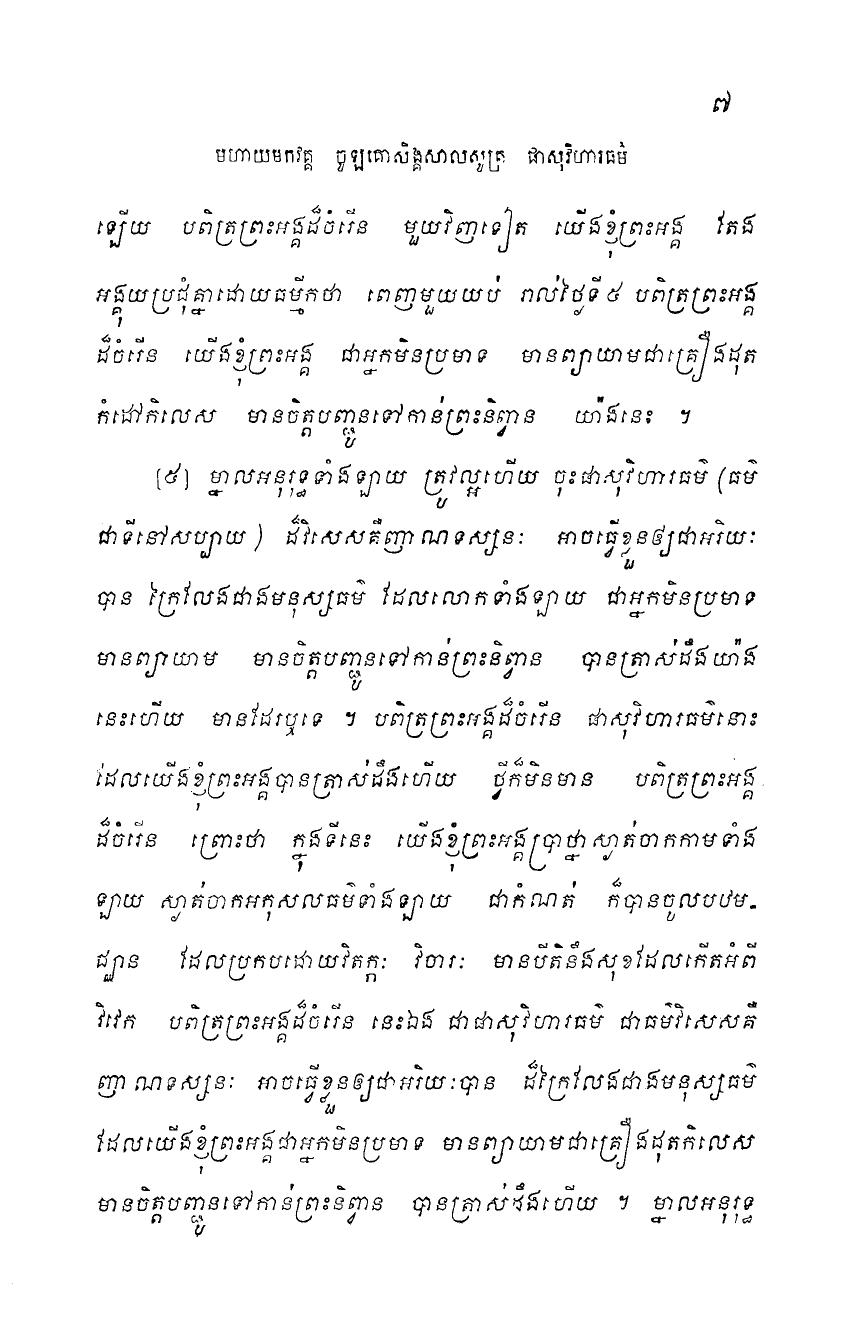 ៧
មហាយមកវគ្គ ចូឡគោសិង្គសាលសូត្រ ផាសុវិហារធម៌
ឡើយ បពិត្រព្រះអង្គដ៏ចំរើន មួយវិញទៀត យើងខ្ញុំព្រះអង្គ តែង
អង្គុយប្រជុំគ្នាដោយធម្មីកថា ពេញមួយយប់ រាល់ថ្ងៃទី៥ បពិត្រព្រះអង្គ
ដ៏ចំរើន យើងខ្ញុំព្រះអង្គ ជាអ្នកមិនប្រមាទ មានព្យាយាមជាគ្រឿងដុត
កំដៅកិលេស មានចិត្តបញ្ជូនទៅកាន់ព្រះនិព្វាន យ៉ាងនេះ ។
[៥] ម្នាលអនុរុទ្ធទាំងឡាយ ត្រូវល្អហើយ ចុះផាសុវិហារធម៌ (ធម៌
ជាទីនៅសប្បាយ) ដ៏វិសេសគឺញាណទស្សនៈ អាចធ្វើខ្លួនឲ្យជាអរិយៈ
បាន ក្រៃលែងជាងមនុស្សធម៌ ដែលលោកទាំងឡាយ ជាអ្នកមិនប្រមាទ
មានព្យាយាម មានចិត្តបញ្ជូនទៅកាន់ព្រះនិព្វាន បានត្រាស់ដឹងយ៉ាង
នេះហើយ មានដែរឬទេ ។ បពិត្រព្រះអង្គដ៏ចំរើន ផាសុវិហារធម៌នោះ
ដែលយើងខ្ញុំព្រះអង្គបានត្រាស់ដឹងហើយ ធ្វីក៏មិនមាន បពិត្រព្រះអង្គ
ដ៏ចំរើន ព្រោះថា ក្នុងទីនេះ យើងខ្ញុំព្រះអង្គប្រាថ្នាស្ងាត់ចាកកាមទាំង
ឡាយ ស្ងាត់ចាកអកុសលធម៌ទាំងឡាយ ជាកំណត់ ក៏បានចូលបឋម-
ជ្ឈាន ដែលប្រកបដោយវិតក្កៈ វិចារៈ មានបីតិនឹងសុខដែលកើតអំពី
វិវេក បពិត្រព្រះអង្គដ៏ចំរើន នេះឯង ជាផាសុវិហារធម៌ ជាធម៌វិសេសគឺ
ញាណទស្សនៈ អាចធ្វើខ្លួនឲ្យជាអរិយៈបាន ដ៏ក្រៃលែងជាងមនុស្សធម៌
ដែលយើងខ្ញុំព្រះអង្គជាអ្នកមិនប្រមាទ មានព្យាយាមជាគ្រឿងដុតកិលេស
មានចិត្តបញ្ជូនទៅកាន់ព្រះនិព្វាន បានត្រាស់ដឹងហើយ ។ ម្នាលអនុរុទ្ធ